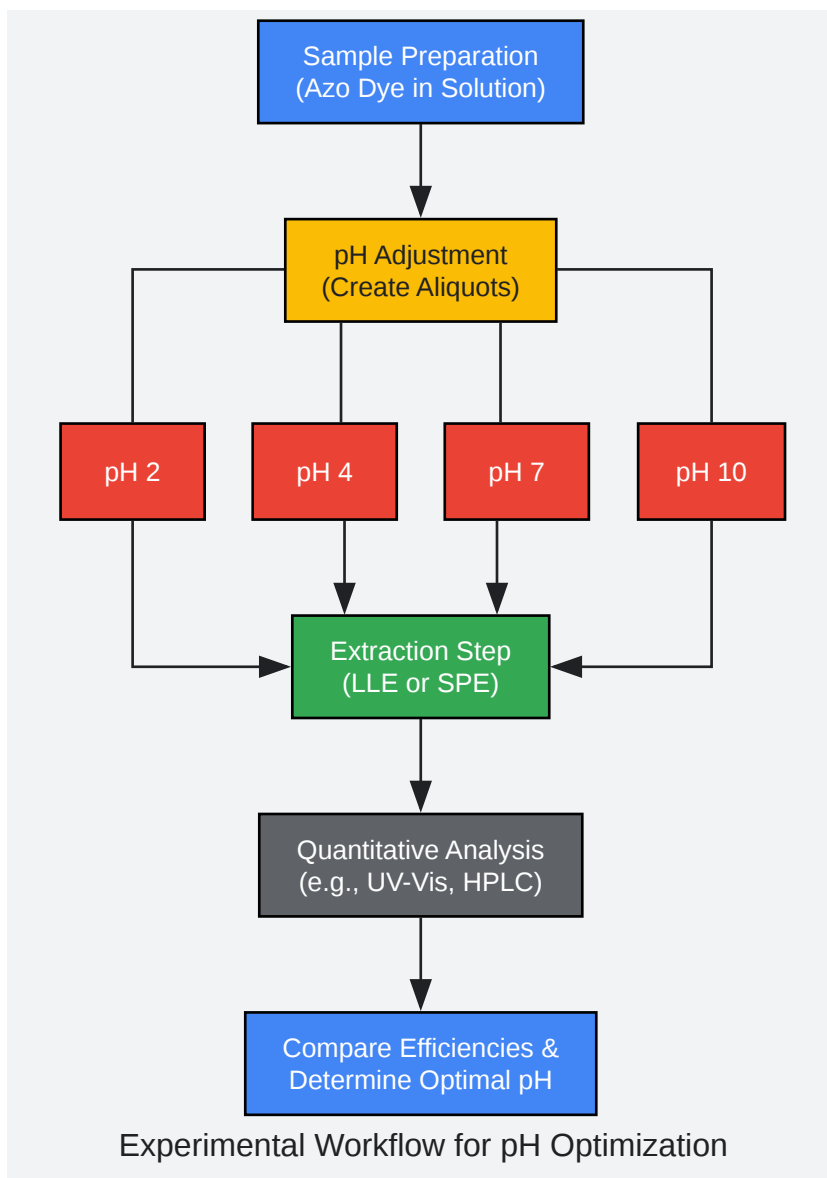 Sample Preparation
(Azo Dye in Solution)
pH Adjustment
(Create Aliquots)
pH 2
pH 4
pH 7
pH 10
Extraction Step
(LLE or SPE)
Quantitative Analysis
(e.g., UV-Vis, HPLC)
Compare Efficiencies &
Determine Optimal pH
Experimental Workflow for pH Optimization